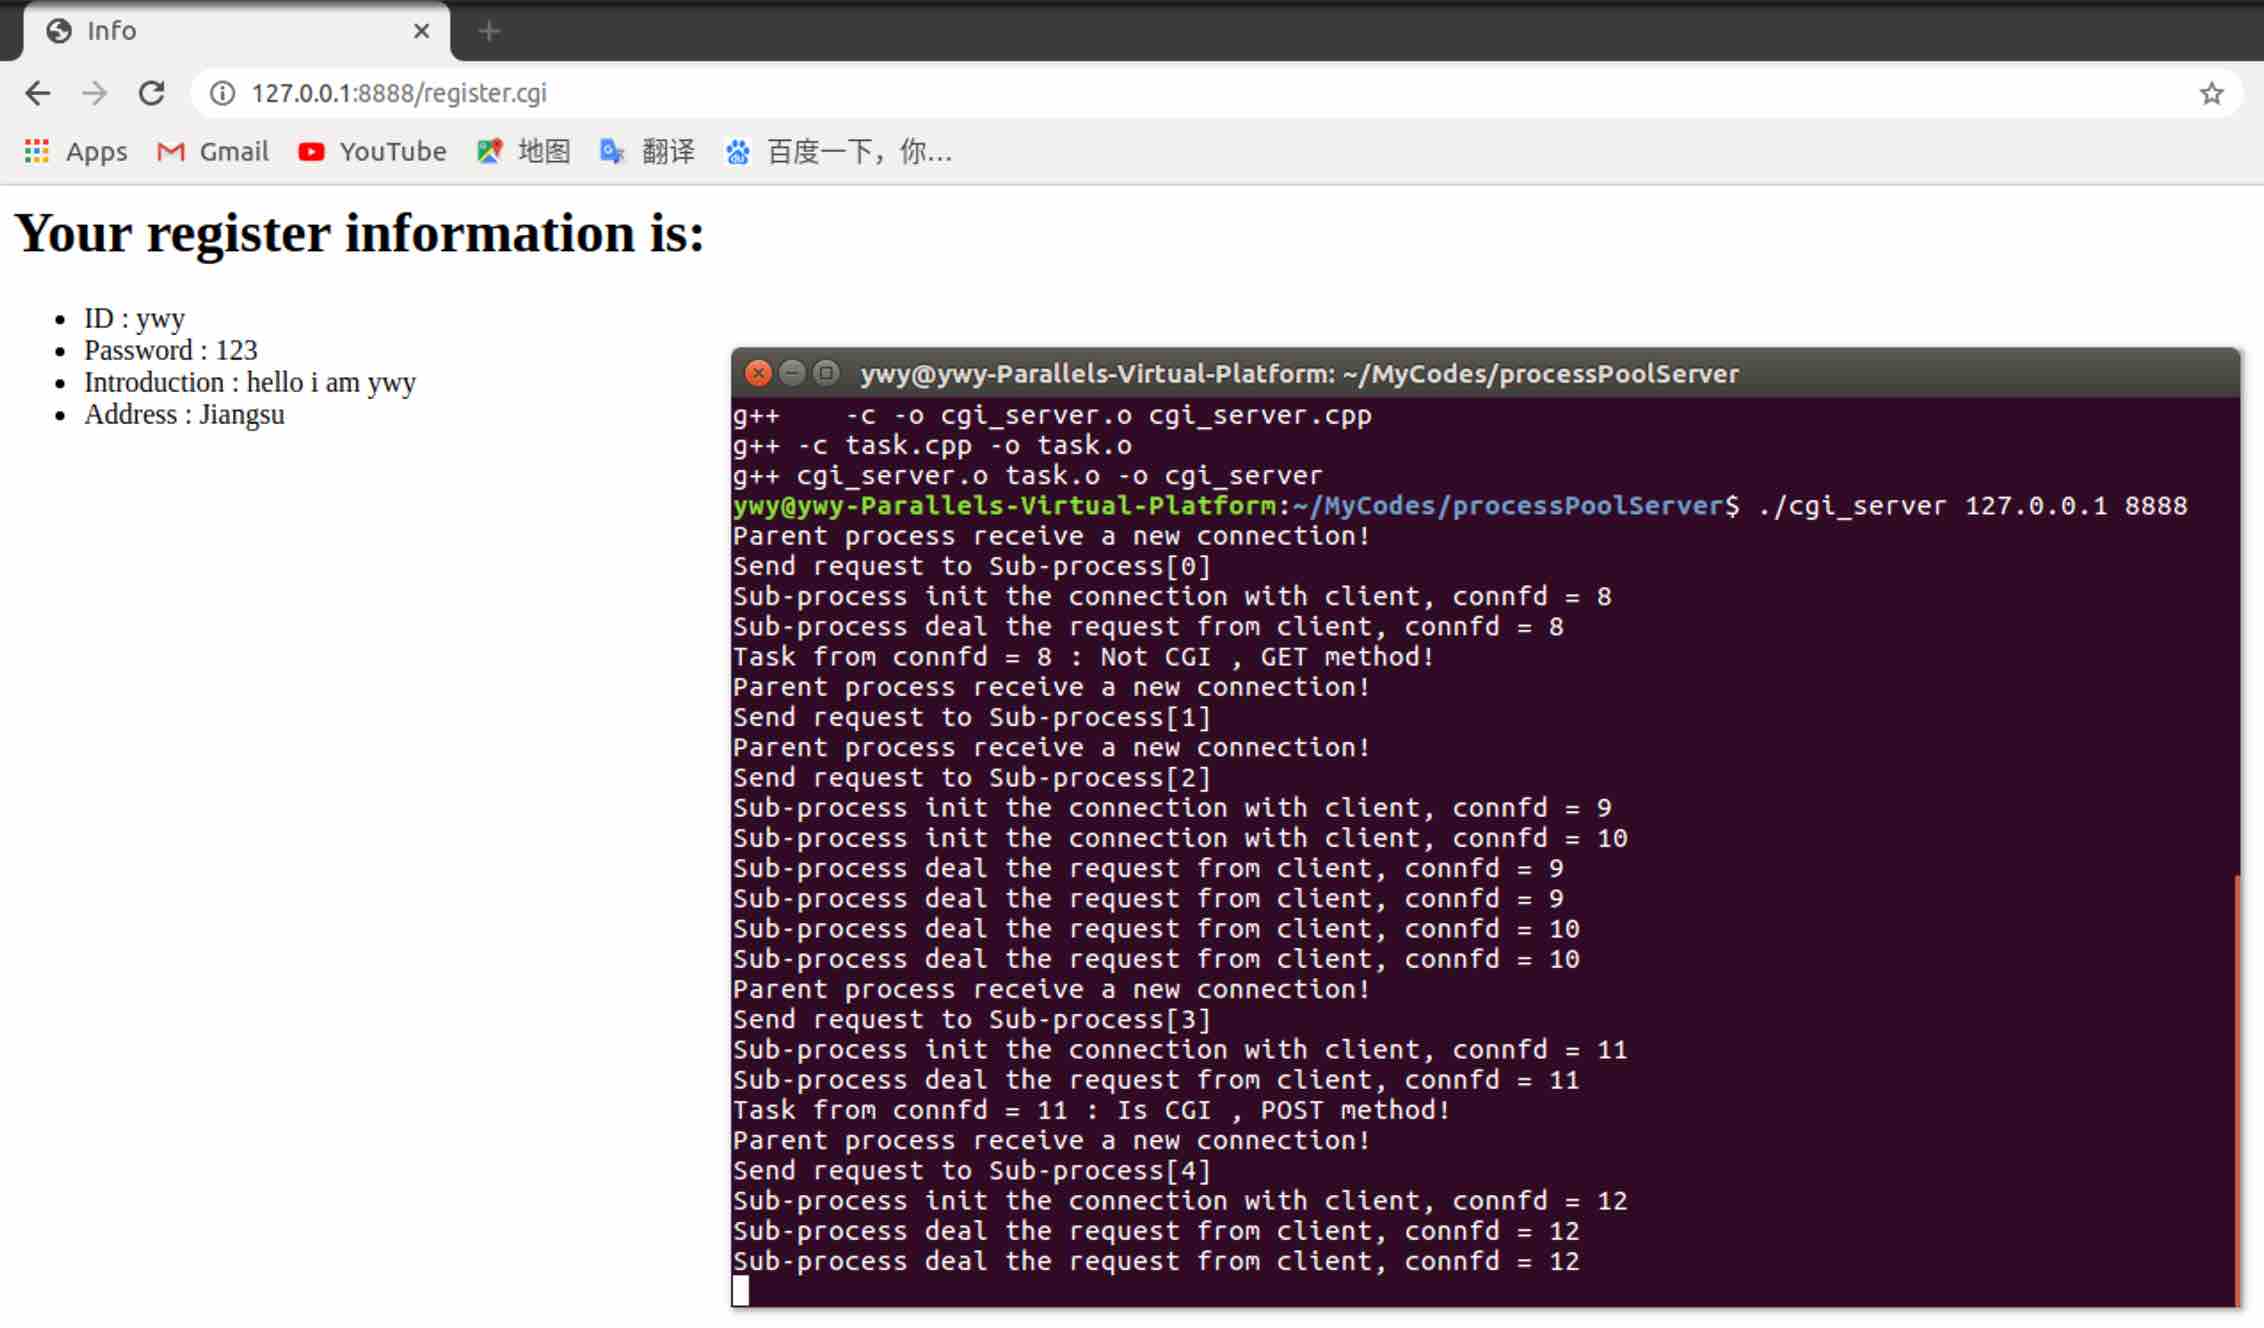 Info
127.0.0.1:8888/register.cgi
Apps Gmail YouTube 地图 翻译 百度一下，你...
Your register information is:
ID : ywy
Password : 123
Introduction : hello i am ywy
Address : Jiangsu
ywy@ywy-Parallels-Virtual-Platform: ~/MyCodes/processPoolServer
g++    -c -o cgi_server.o cgi_server.cpp
g++ -c task.cpp -o task.o
g++ cgi_server.o task.o -o cgi_server
ywy@ywy-Parallels-Virtual-Platform:~/MyCodes/processPoolServer$ ./cgi_server 127.0.0.1 8888
Parent process receive a new connection!
Send request to Sub-process[0]
Sub-process init the connection with client, connfd = 8
Sub-process deal the request from client, connfd = 8
Task from connfd = 8 : Not CGI , GET method!
Parent process receive a new connection!
Send request to Sub-process[1]
Parent process receive a new connection!
Send request to Sub-process[2]
Sub-process init the connection with client, connfd = 9
Sub-process init the connection with client, connfd = 10
Sub-process deal the request from client, connfd = 9
Sub-process deal the request from client, connfd = 9
Sub-process deal the request from client, connfd = 10
Sub-process deal the request from client, connfd = 10
Parent process receive a new connection!
Send request to Sub-process[3]
Sub-process init the connection with client, connfd = 11
Sub-process deal the request from client, connfd = 11
Task from connfd = 11 : Is CGI , POST method!
Parent process receive a new connection!
Send request to Sub-process[4]
Sub-process init the connection with client, connfd = 12
Sub-process deal the request from client, connfd = 12
Sub-process deal the request from client, connfd = 12